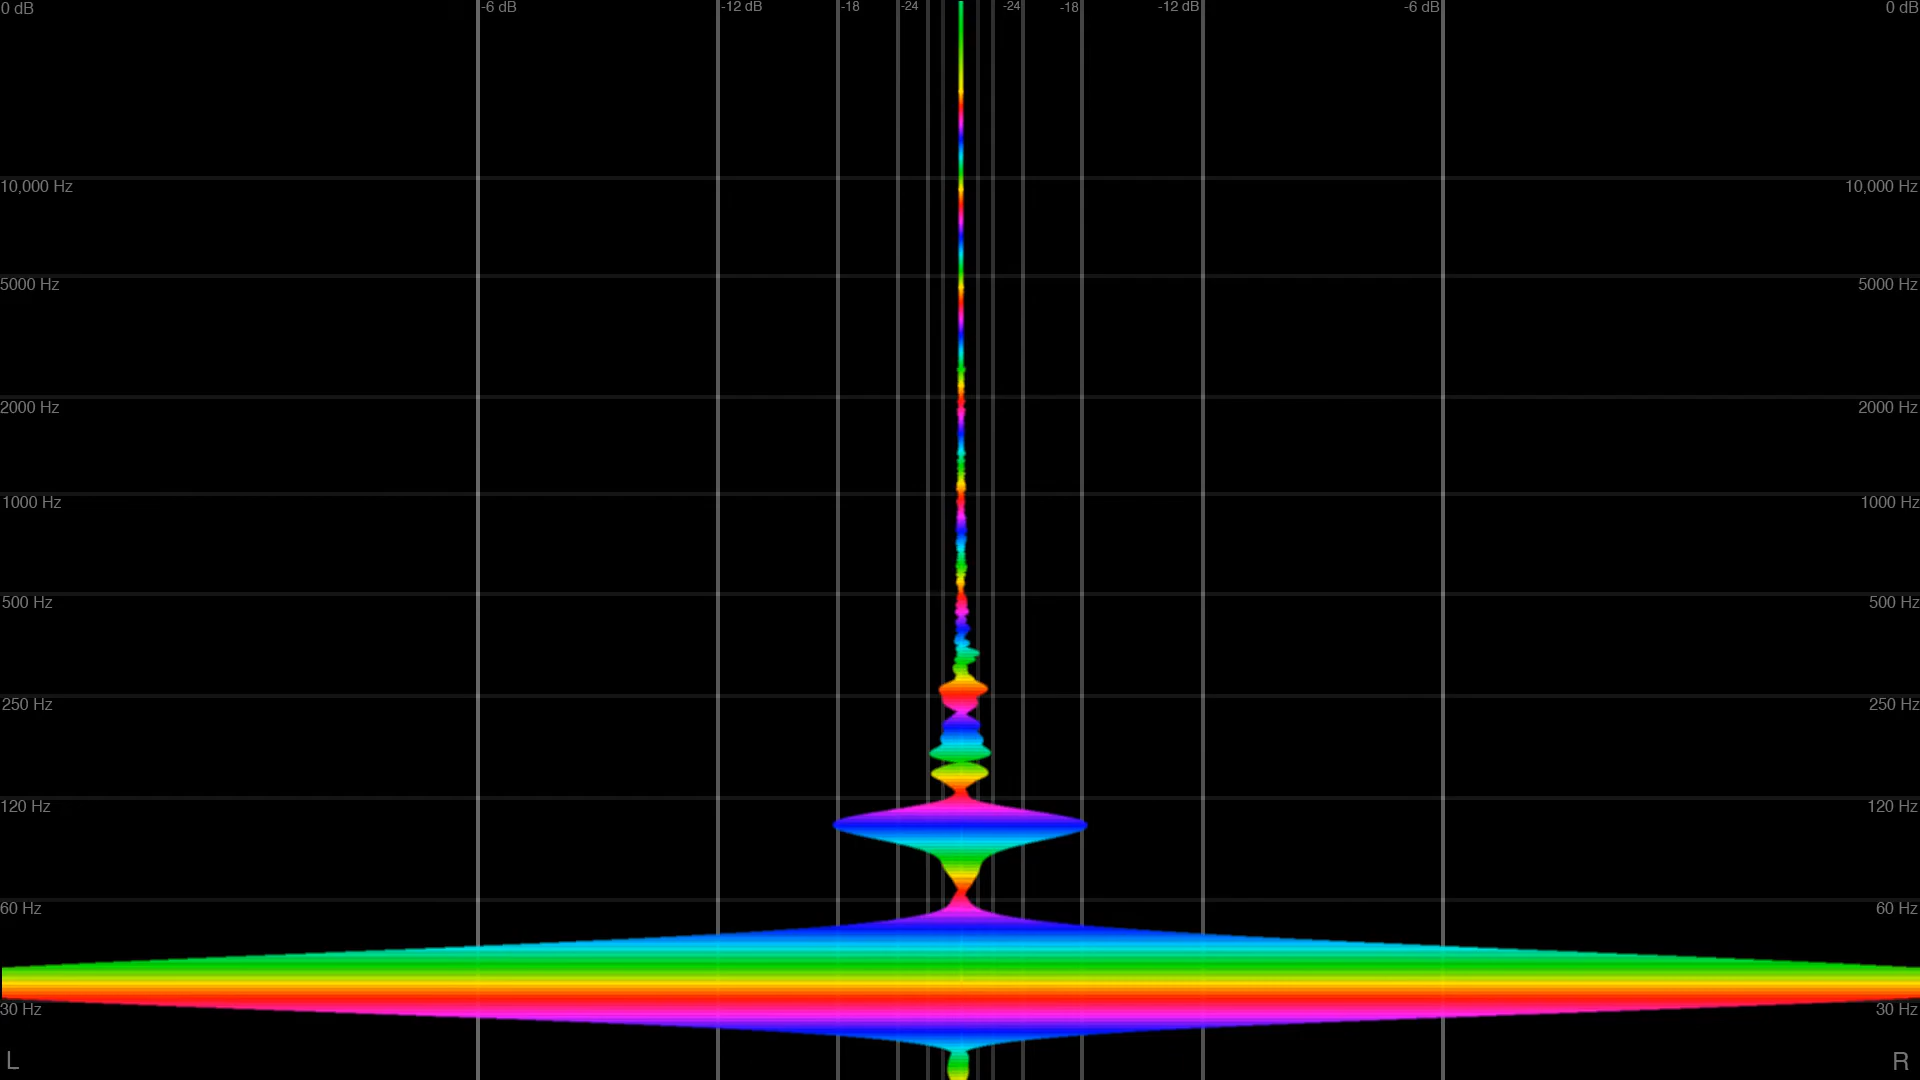 0 dB -6 dB -12 dB -18 -24 -24 -18 -12 dB -6 dB 0 dB
10,000 Hz 10,000 Hz
5000 Hz 5000 Hz
2000 Hz 2000 Hz
1000 Hz 1000 Hz
500 Hz 500 Hz
250 Hz 250 Hz
120 Hz 120 Hz
60 Hz 60 Hz
30 Hz 30 Hz
L R